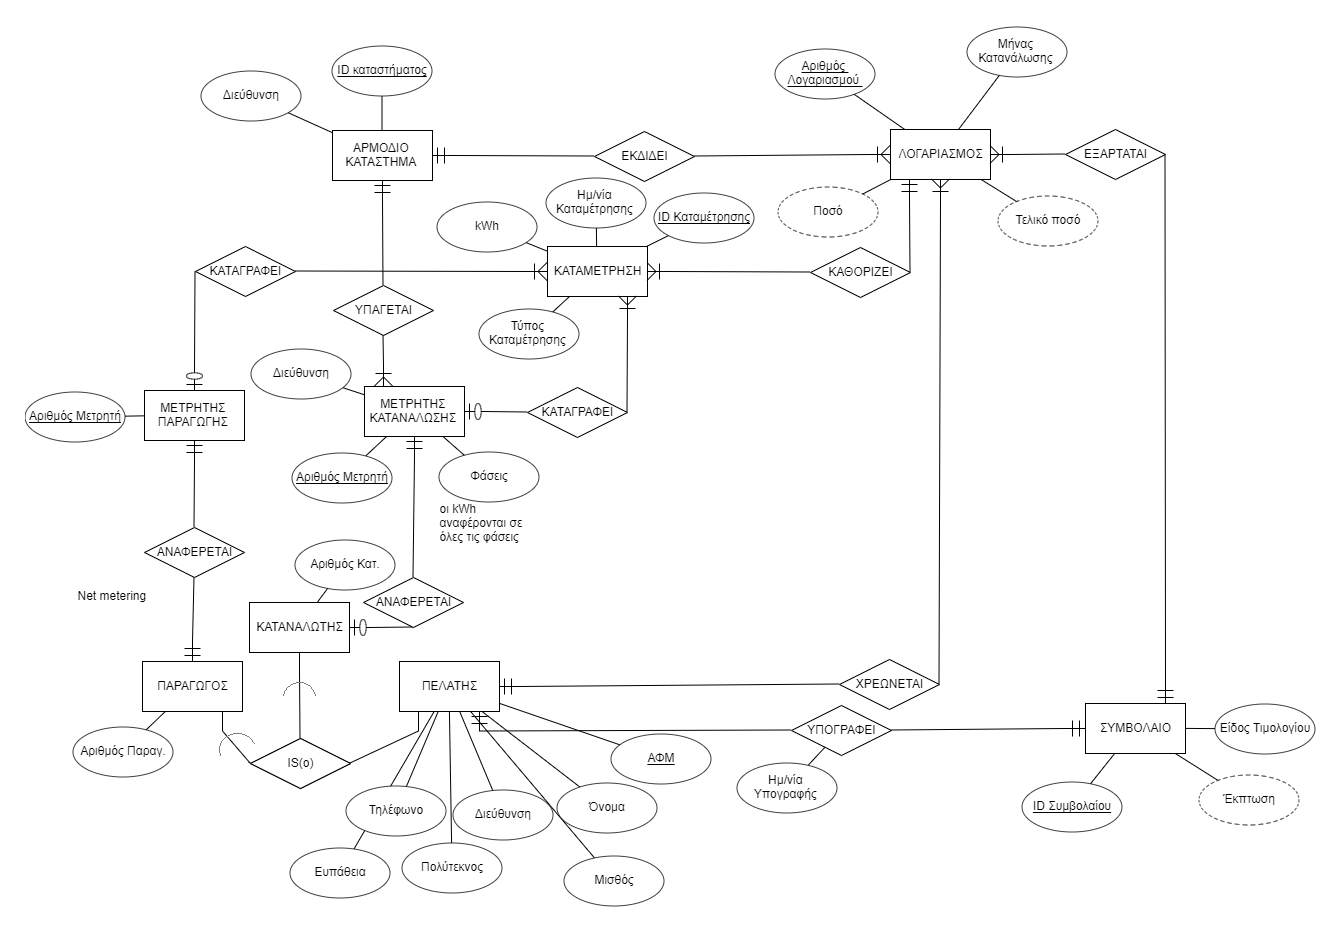 Μήνας
Κατανάλωσης
ID καταστήματος
Αριθμός
Λογαριασμού
Διεύθυνση
ΑΡΜΟΔΙΟ
ΚΑΤΑΣΤΗΜΑ
ΕΚΔΙΔΕΙ
ΛΟΓΑΡΙΑΣΜΟΣ
ΕΞΑΡΤΑΤΑΙ
Ημ/νία
Καταμέτρησης
kWh
ID Καταμέτρησης
Ποσό
Τελικό ποσό
ΚΑΤΑΓΡΑΦΕΙ
ΚΑΤΑΜΕΤΡΗΣΗ
ΚΑΘΟΡΙΖΕΙ
ΥΠΑΓΕΤΑΙ
Τύπος
Καταμέτρησης
Διεύθυνση
ΜΕΤΡΗΤΗΣ
ΠΑΡΑΓΩΓΗΣ
Αριθμός Μετρητή
ΜΕΤΡΗΤΗΣ
ΚΑΤΑΝΑΛΩΣΗΣ
ΚΑΤΑΓΡΑΦΕΙ
Αριθμός Μετρητή
Φάσεις
οι kWh
αναφέρονται σε
όλες τις φάσεις
ΑΝΑΦΕΡΕΤΑΙ
Αριθμός Κατ.
Net metering
ΑΝΑΦΕΡΕΤΑΙ
ΚΑΤΑΝΑΛΩΤΗΣ
ΠΑΡΑΓΩΓΟΣ
ΠΕΛΑΤΗΣ
ΧΡΕΩΝΕΤΑΙ
Αριθμός Παραγ.
IS(o)
ΑΦΜ
ΥΠΟΓΡΑΦΕΙ
ΣΥΜΒΟΛΑΙΟ
Είδος Τιμολογίου
Ημ/νία
Υπογραφής
Τηλέφωνο
Διεύθυνση
Όνομα
ID Συμβολαίου
Έκπτωση
Ευπάθεια
Πολύτεκνος
Μισθός